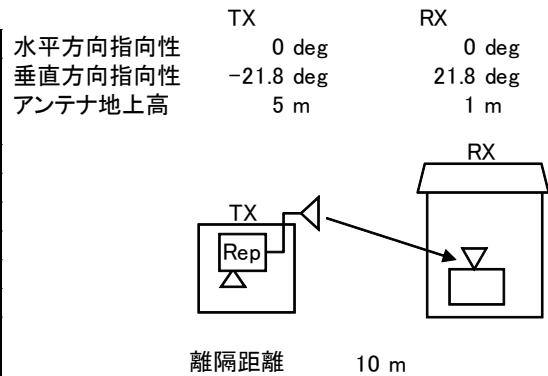 TX RX
水平方向指向性 0 deg 0 deg
垂直方向指向性 -21.8 deg 21.8 deg
アンテナ地上高 5 m 1 m
RX
TX
Rep
離隔距離 10 m